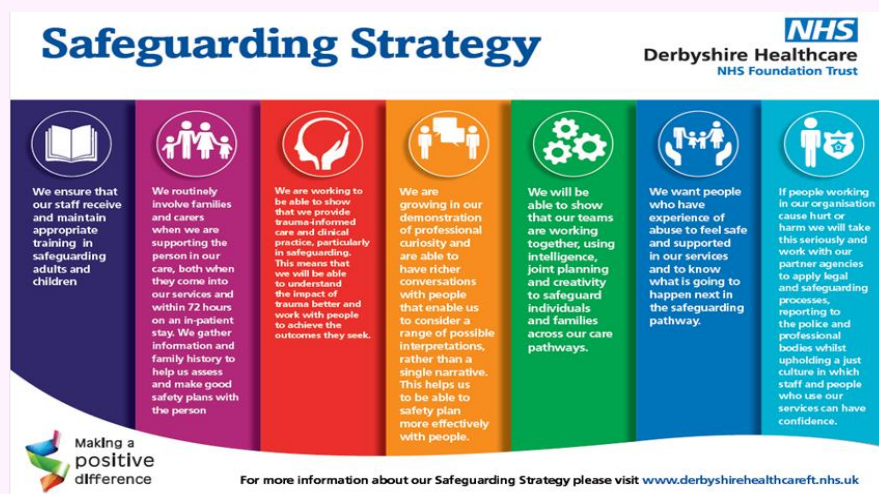 Safeguarding Strategy
NHS
Derbyshire Healthcare
NHS Foundation Trust
We ensure that
our staff receive
and maintain
appropriate
training in
safeguarding
adults and
children
We routinely
involve families
and carers
when we are
supporting the
person in our
care, both when
they come into
our services and
within 72 hours
on an in-patient
stay. We gather
information and
family history to
help us assess
and make good
safety plans with
the person
We are working to
be able to show
that we provide
trauma-informed
care and clinical
practice, particularly
in safeguarding.
This means that
we will be able
to understand
the impact of
trauma better and
work with people
to achieve the
outcomes they seek.
We are
growing in our
demonstration
of professional
curiosity and
are able to
have richer
conversations
with people
that enable us
to consider a
range of possible
interpretations,
rather than a
single narrative.
This helps us
to be able to
safety plan
more effectively
with people.
We will be
able to show
that our teams
are working
together, using
intelligence,
joint planning
and creativity
to safeguard
individuals
and families
across our care
pathways.
We want people
who have
experience of
abuse to feel safe
and supported
in our services
and to know
what is going to
happen next in
the safeguarding
pathway.
If people working
in our organisation
cause hurt or
harm we will take
this seriously and
work with our
partner agencies
to apply legal
and safeguarding
processes,
reporting to
the police and
professional
bodies whilst
upholding a just
culture in which
staff and people
who use our
services can have
confidence.
Making a
positive
difference
For more information about our Safeguarding Strategy please visit www.derbyshirehealthcareft.nhs.uk